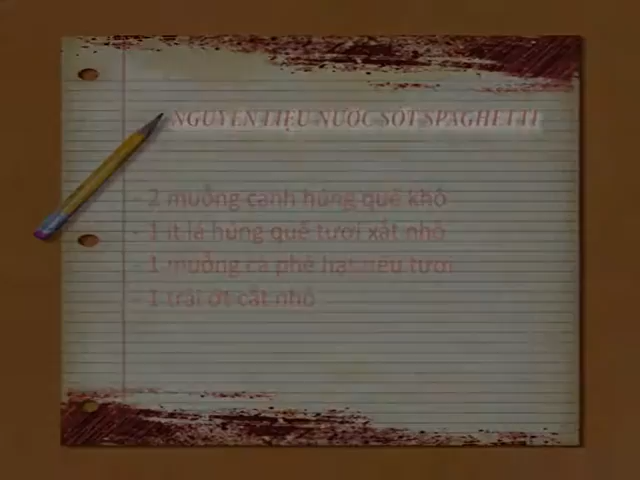 NGUYÊN LIỆU NƯỚC SỐT SPAGHETTI
- 2 muỗng canh húng quế khô
- 1 ít lá húng quế tươi xắt nhỏ
- 1 muỗng cà phê hạt tiêu tươi
- 1 trái ớt cắt nhỏ